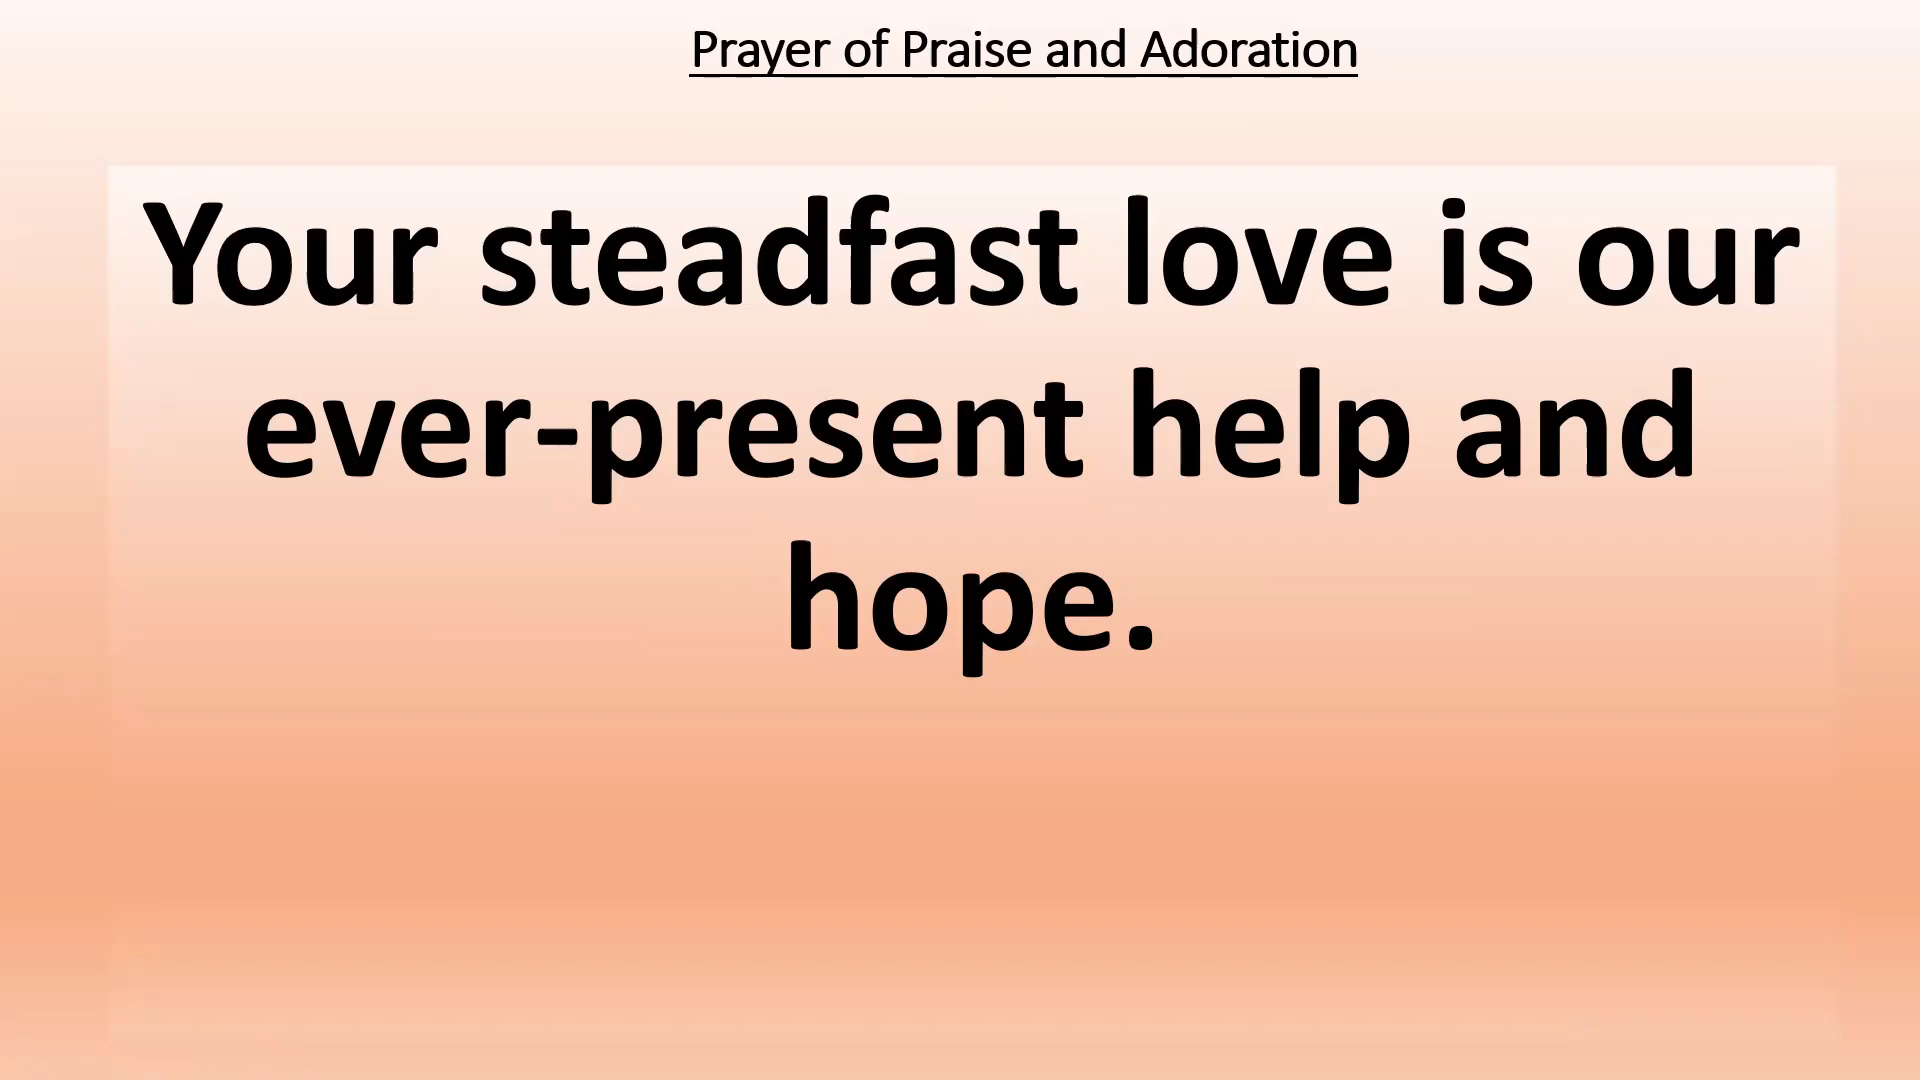 Prayer of Praise and Adoration
Your steadfast love is our
ever-present help and
hope.